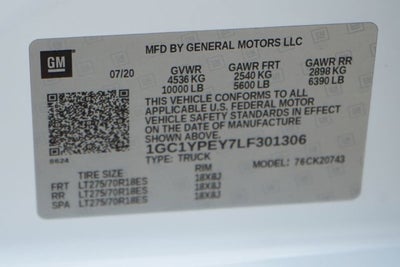 MFD BY GENERAL MOTORS LLC
GM
07/20 GVWR GAWR FRT GAWR RR
4536 KG 2540 KG 2898 KG
10000 LB 5600 LB 6390 LB
THIS VEHICLE CONFORMS TO ALL
APPLICABLE U.S. FEDERAL MOTOR
VEHICLE SAFETY STANDARDS IN EFFECT
ON THE DATE OF MANUFACTURE
SHOWN ABOVE.
8624
1GC1YPEY7LF301306
TYPE: TRUCK MODEL: 76CK20743
TIRE SIZE RIM
FRT LT275/70R18ES 18X8J
RR LT275/70R18ES 18X8J
SPA LT275/70R18ES 18X8J